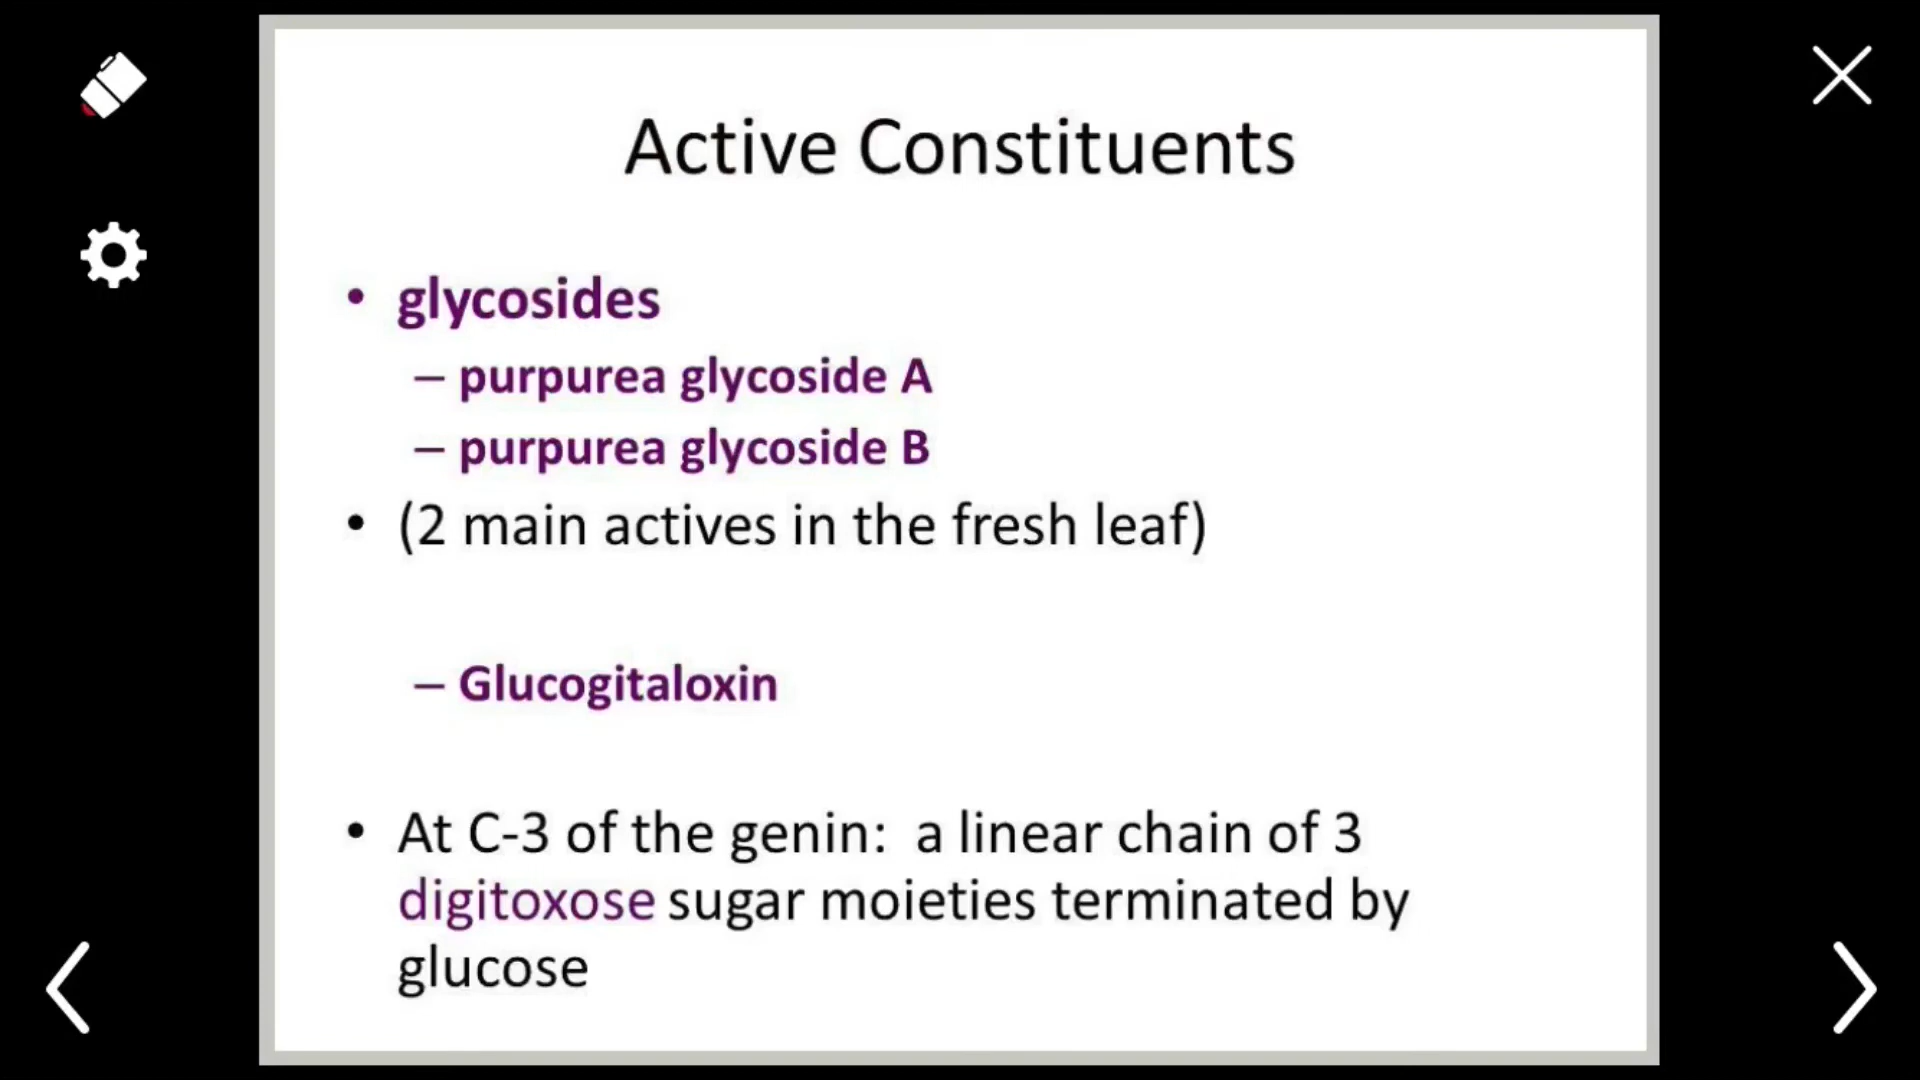 Active Constituents
• glycosides
– purpurea glycoside A
– purpurea glycoside B
• (2 main actives in the fresh leaf)
– Glucogitaloxin
• At C-3 of the genin: a linear chain of 3
digitoxose sugar moieties terminated by
glucose